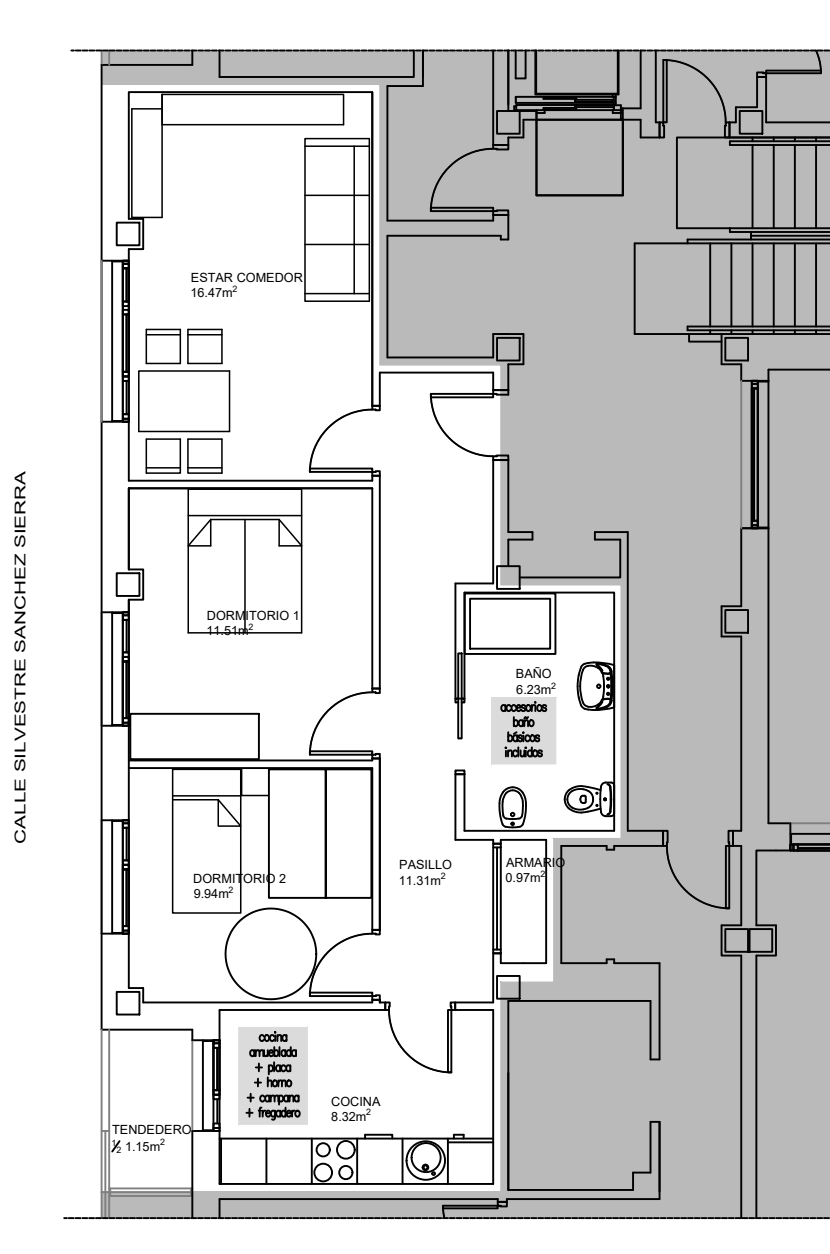 CALLE SILVESTRE SANCHEZ SIERRA
ESTAR COMEDOR
16.47m²
DORMITORIO 1
11.51m²
BAÑO
6.23m²
accesorios
baño
básicos
incluidos
DORMITORIO 2
9.94m²
PASILLO
11.31m²
ARMARIO
0.97m²
cocina
amueblada
+ placa
+ horno
+ campana
+ fregadero
COCINA
8.32m²
TENDEDERO
½ 1.15m²